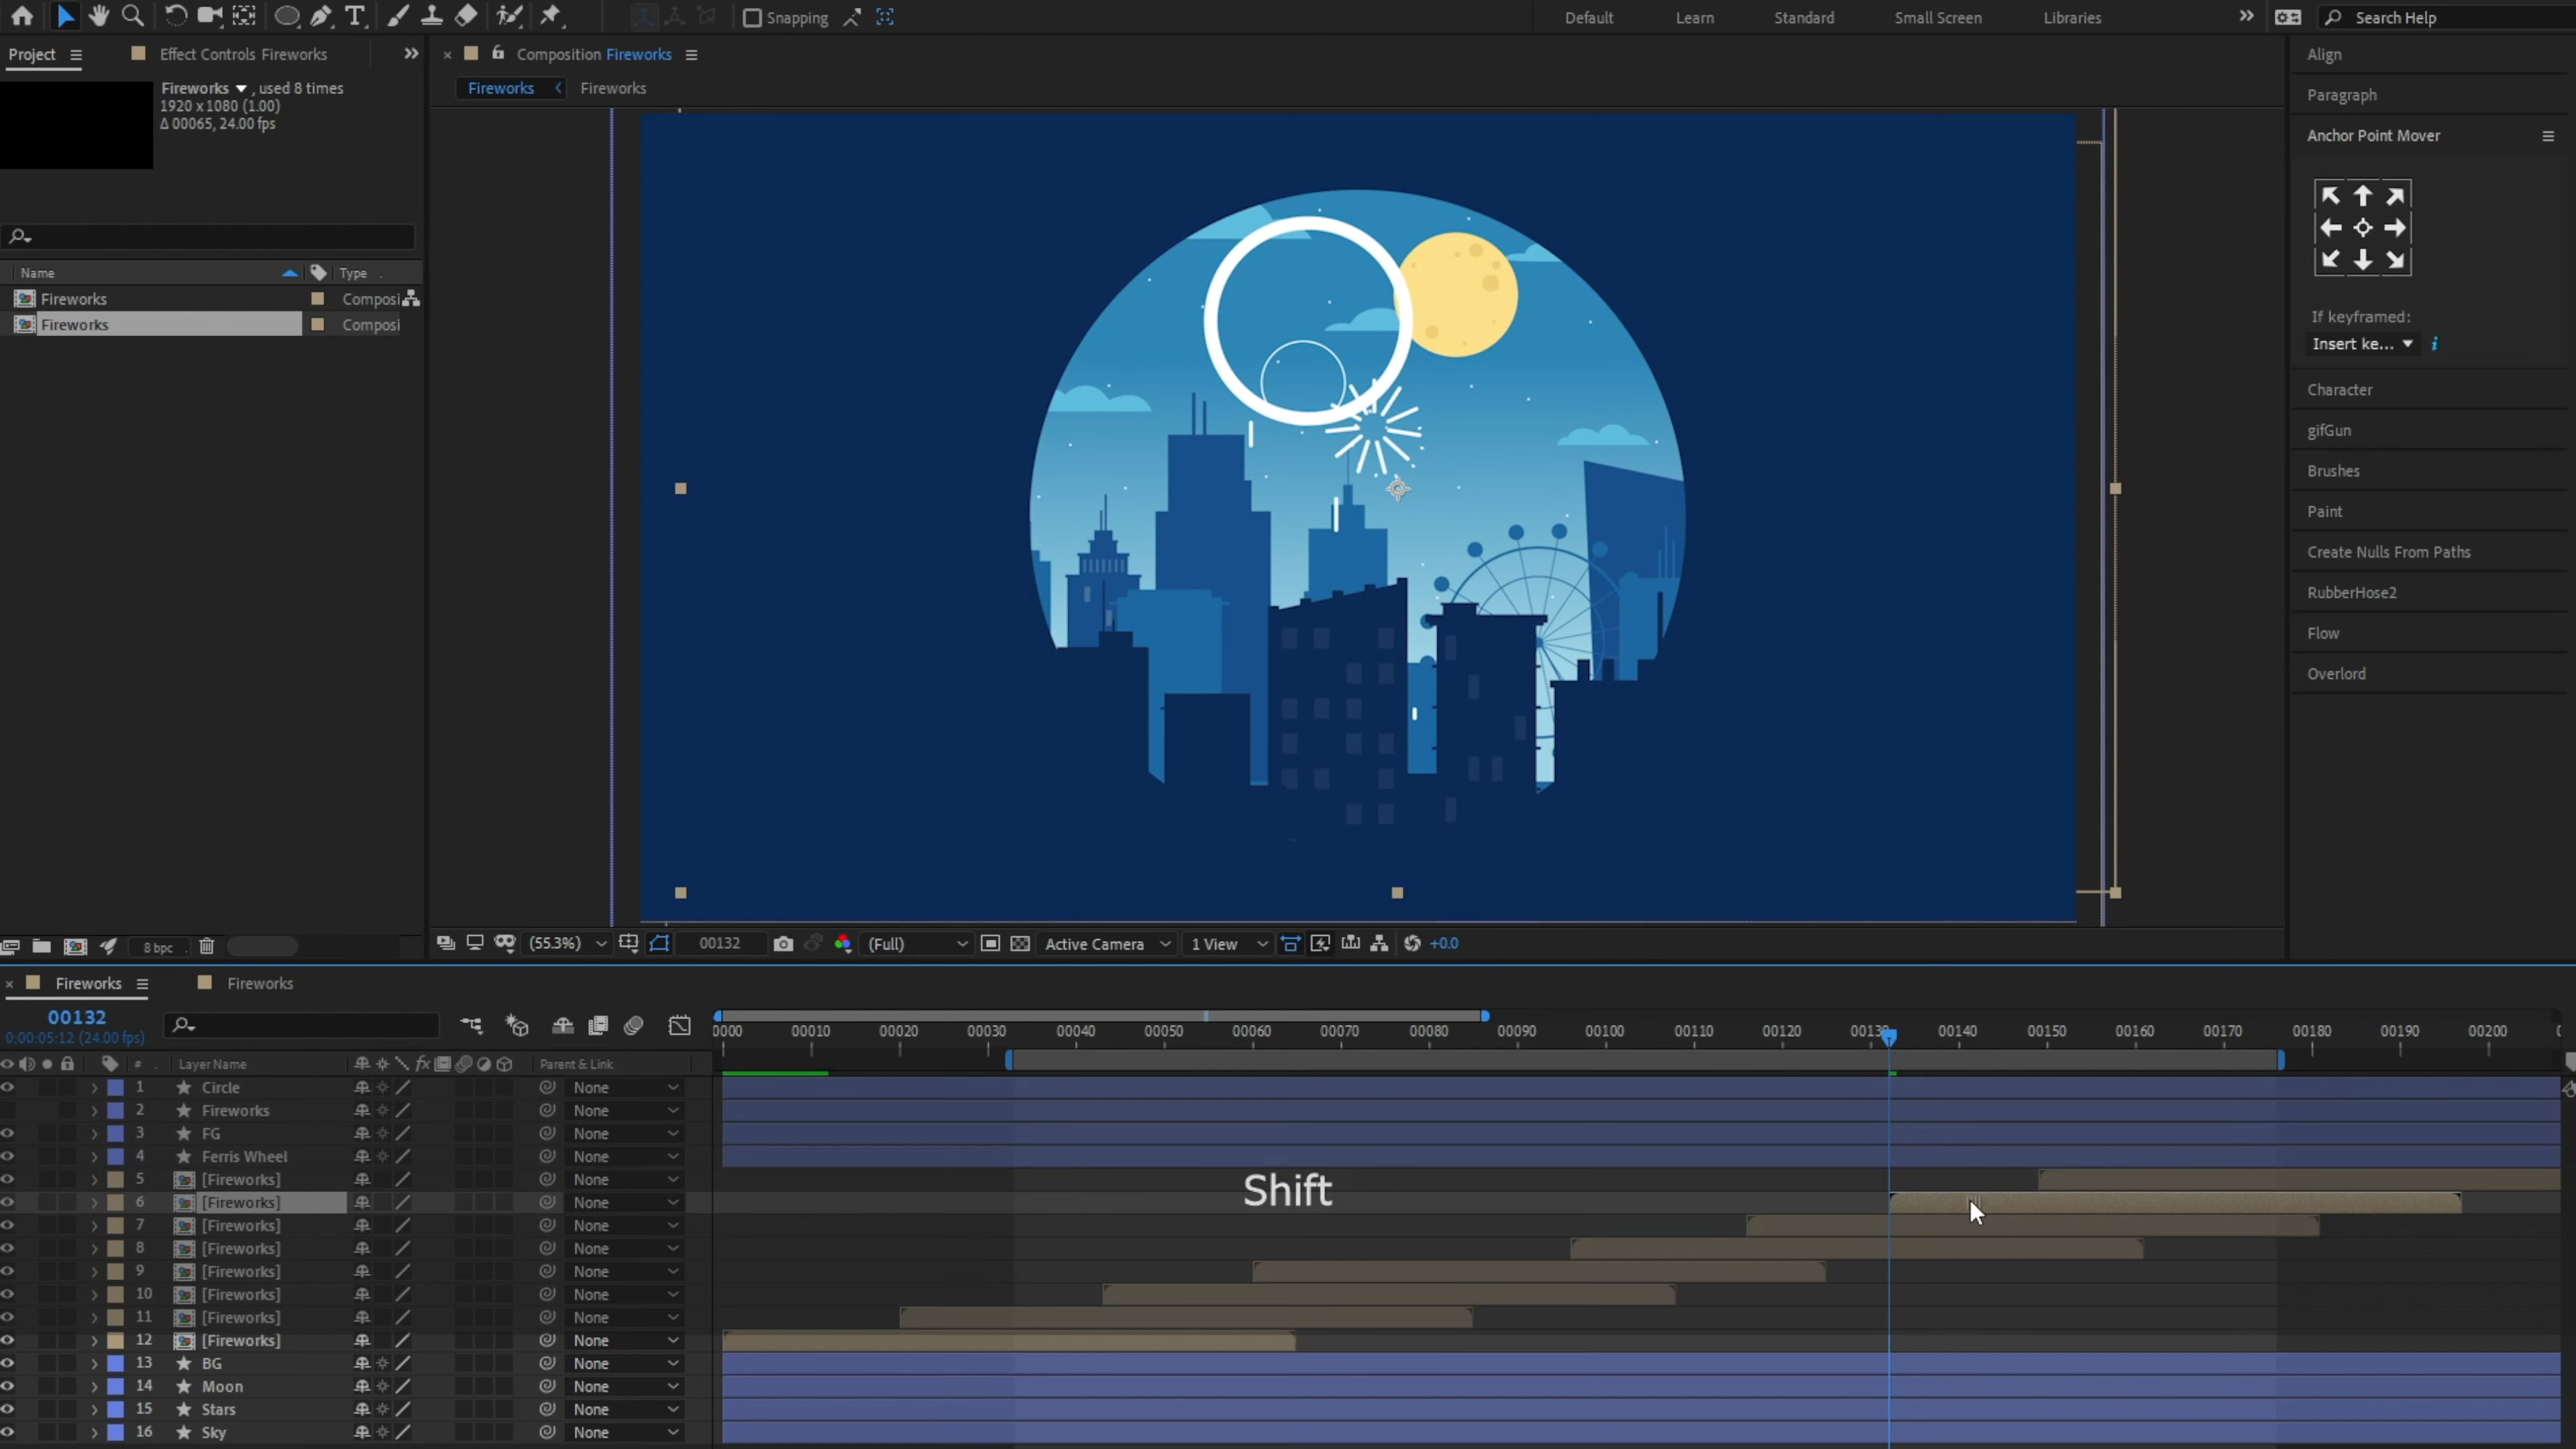 Snapping
Default
Learn
Standard
Small Screen
Libraries
Search Help
Project
Effect Controls Fireworks
Composition Fireworks
Fireworks
Fireworks
Fireworks , used 8 times
1920 x 1080 (1.00)
Δ 00065, 24.00 fps
Name
Type
Fireworks
Composi
Fireworks
Composi
Align
Paragraph
Anchor Point Mover
If keyframed:
Insert ke...
Character
gifGun
Brushes
Paint
Create Nulls From Paths
RubberHose2
Flow
Overlord
8 bpc
(55.3%)
00132
(Full)
Active Camera
1 View
+0.0
Fireworks
Fireworks
00132
0:00:05:12 (24.00 fps)
0000 00010 00020 00030 00040 00050 00060 00070 00080 00090 00100 00110 00120 0013 00140 00150 00160 00170 00180 00190 00200
# Layer Name Parent & Link
1 Circle None
2 Fireworks None
3 FG None
4 Ferris Wheel None
5 [Fireworks] None
6 [Fireworks] None
7 [Fireworks] None
8 [Fireworks] None
9 [Fireworks] None
10 [Fireworks] None
11 [Fireworks] None
12 [Fireworks] None
13 BG None
14 Moon None
15 Stars None
16 Sky None
Shift